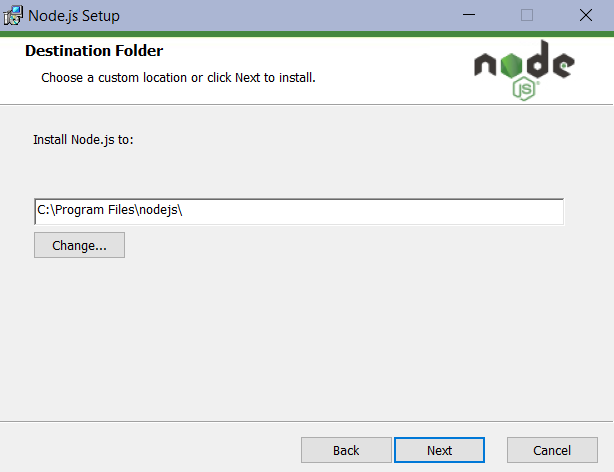 Node.js Setup
Destination Folder
Choose a custom location or click Next to install.
node
JS
Install Node.js to:
C:\Program Files\nodejs\
Change...
Back
Next
Cancel